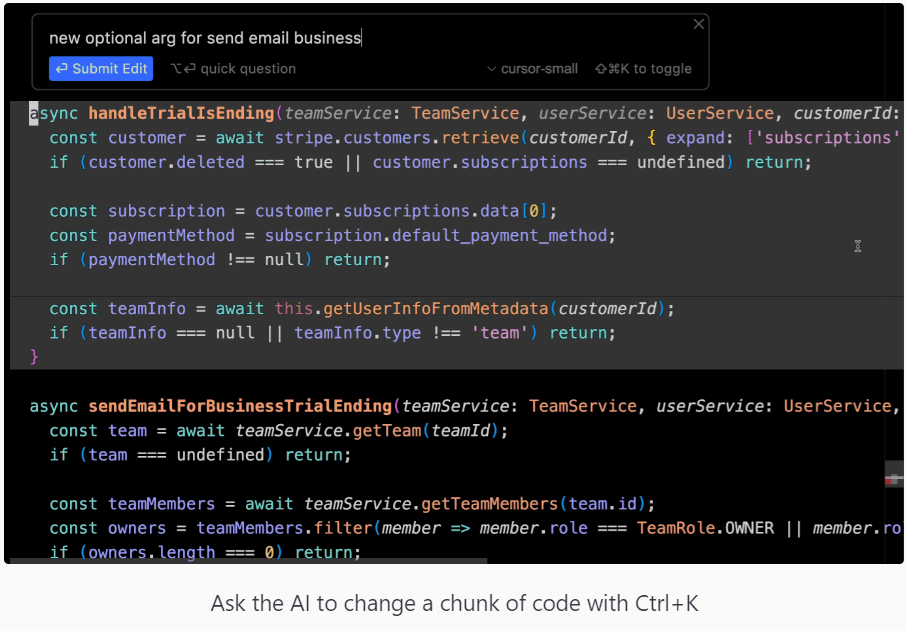 new optional arg for send email business
Submit Edit quick question cursor-small ⇧⌘K to toggle
async handleTrialIsEnding(teamService: TeamService, userService: UserService, customerId:
const customer = await stripe.customers.retrieve(customerId, { expand: ['subscriptions'
if (customer.deleted === true || customer.subscriptions === undefined) return;
const subscription = customer.subscriptions.data[0];
const paymentMethod = subscription.default_payment_method;
if (paymentMethod !== null) return;
const teamInfo = await this.getUserInfoFromMetadata(customerId);
if (teamInfo === null || teamInfo.type !== 'team') return;
}
async sendEmailForBusinessTrialEnding(teamService: TeamService, userService: UserService,
const team = await teamService.getTeam(teamId);
if (team === undefined) return;
const teamMembers = await teamService.getTeamMembers(team.id);
const owners = teamMembers.filter(member => member.role === TeamRole.OWNER || member.ro
if (owners.length === 0) return;
Ask the AI to change a chunk of code with Ctrl+K